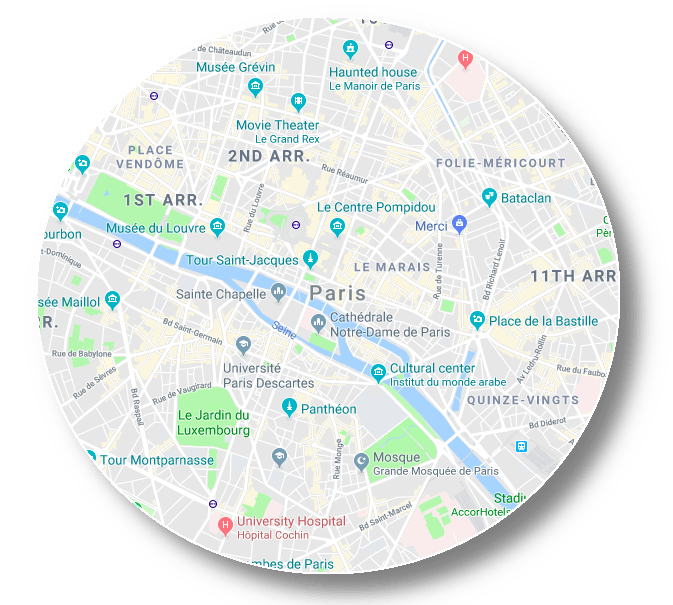 10
Rue de Châteaudun
Musée Grévin
Haunted house
Le Manoir de Paris
H
Movie Theater
Le Grand Rex
PLACE
VENDÔME
2ND ARR.
Rue Réaumur
FOLIE-MÉRICOURT
1ST ARR.
Rue du Louvre
Le Centre Pompidou
Bataclan
Merci
ourbon
Musée du Louvre
Tour Saint-Jacques
LE MARAIS
Rue de Turenne
Bd Richard Lenoir
11TH ARR
t-Dominique
Sainte Chapelle
Paris
sée Maillol
R.
Bd Saint-Germain
Seine
Cathédrale
Notre-Dame de Paris
Place de la Bastille
Rue de Babylone
Université
Paris Descartes
Cultural center
Institut du monde arabe
Av. Ledru-Rollin
Rue du Faubo
Rue de Sèvres
Rue de Vaugirard
Bd Raspail
Le Jardin du
Luxembourg
Panthéon
QUINZE-VINGTS
Bd Diderot
Tour Montparnasse
Rue Monge
Mosque
Grande Mosquée de Paris
Stadi
AccorHotels
University Hospital
Hôpital Cochin
H
Bd Saint-Marcel
mbes de Paris